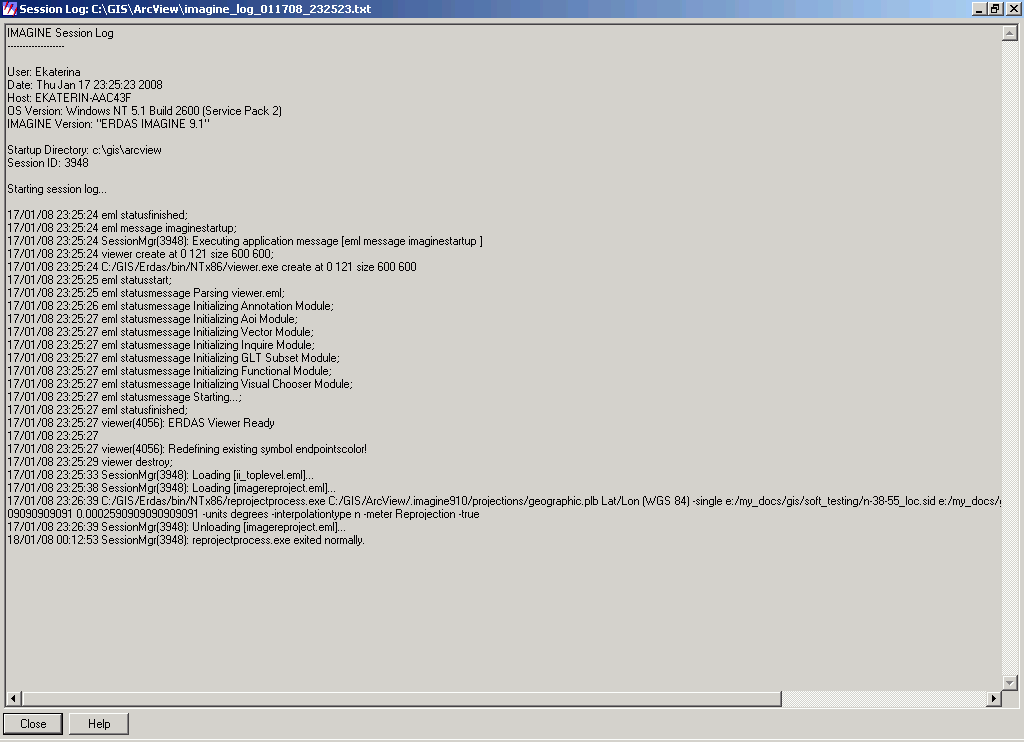 Session Log: C:\GIS\ArcView\imagine_log_011708_232523.txt
IMAGINE Session Log
-------------------
User: Ekaterina
Date: Thu Jan 17 23:25:23 2008
Host: EKATERIN-AAC43F
OS Version: Windows NT 5.1 Build 2600 (Service Pack 2)
IMAGINE Version: "ERDAS IMAGINE 9.1"
Startup Directory: c:\gis\arcview
Session ID: 3948
Starting session log...
17/01/08 23:25:24 eml statusfinished;
17/01/08 23:25:24 eml message imaginestartup;
17/01/08 23:25:24 SessionMgr(3948): Executing application message [eml message imaginestartup ]
17/01/08 23:25:24 viewer create at 0 121 size 600 600;
17/01/08 23:25:24 C:/GIS/Erdas/bin/NTx86/viewer.exe create at 0 121 size 600 600
17/01/08 23:25:25 eml statusstart;
17/01/08 23:25:25 eml statusmessage Parsing viewer.eml;
17/01/08 23:25:26 eml statusmessage Initializing Annotation Module;
17/01/08 23:25:27 eml statusmessage Initializing Aoi Module;
17/01/08 23:25:27 eml statusmessage Initializing Vector Module;
17/01/08 23:25:27 eml statusmessage Initializing Inquire Module;
17/01/08 23:25:27 eml statusmessage Initializing GLT Subset Module;
17/01/08 23:25:27 eml statusmessage Initializing Functional Module;
17/01/08 23:25:27 eml statusmessage Initializing Visual Chooser Module;
17/01/08 23:25:27 eml statusmessage Starting...;
17/01/08 23:25:27 eml statusfinished;
17/01/08 23:25:27 viewer(4056): ERDAS Viewer Ready
17/01/08 23:25:27
17/01/08 23:25:27 viewer(4056): Redefining existing symbol endpointscolor!
17/01/08 23:25:29 viewer destroy;
17/01/08 23:25:33 SessionMgr(3948): Loading [ii_toplevel.eml]...
17/01/08 23:25:38 SessionMgr(3948): Loading [imagereproject.eml]...
17/01/08 23:26:39 C:/GIS/Erdas/bin/NTx86/reprojectprocess.exe C:/GIS/ArcView/.imagine910/projections/geographic.plb Lat/Lon (WGS 84) -single e:/my_docs/gis/soft_testing/n-38-55_loc.sid e:/my_docs/
09090909091 0.0002590909090909091 -units degrees -interpolationtype n -meter Reprojection -true
17/01/08 23:26:39 SessionMgr(3948): Unloading [imagereproject.eml]...
18/01/08 00:12:53 SessionMgr(3948): reprojectprocess.exe exited normally.
Close
Help